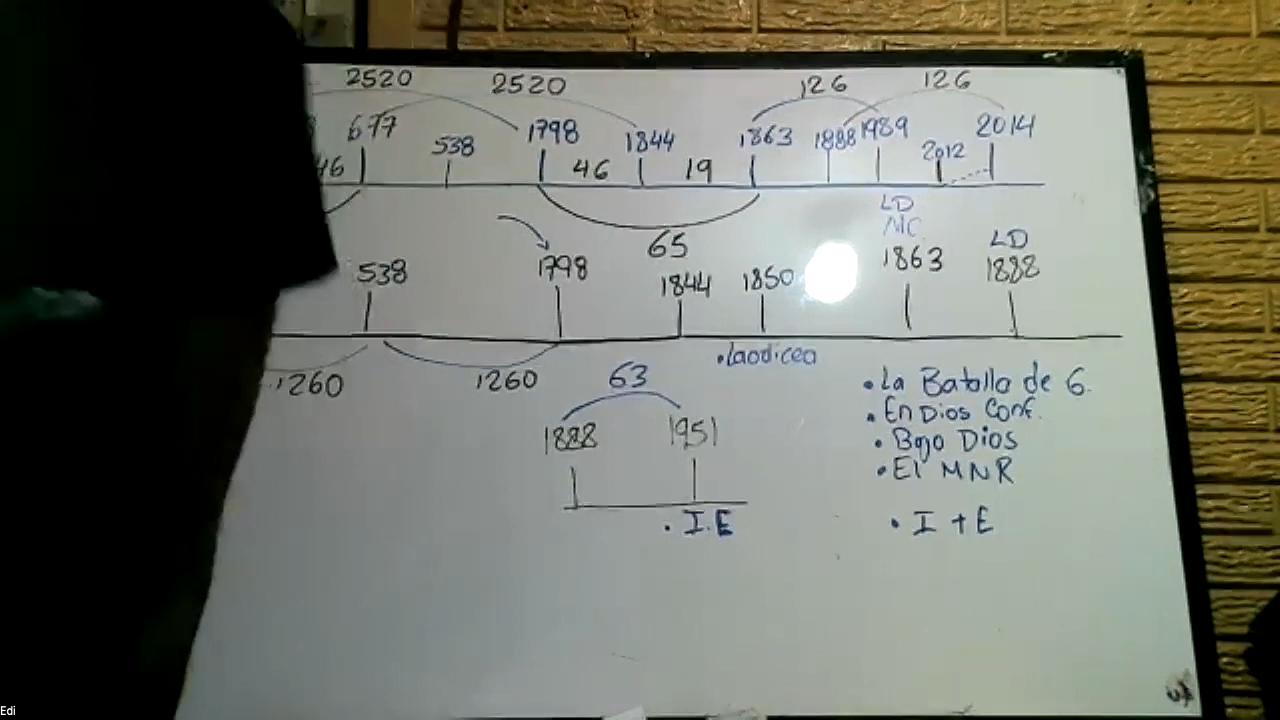 2520 2520 126 126
677 538 1798 1844 1863 1888 1989 2012 2014
46 46 19
65
LD
538 1798 1844 1850 1863 LD
1888
1260 1260 63
• Laodicea
1888 1951
• I.E
• La Batalla de G.
• En Dios Conf.
• Bajo Dios
• El MNR
• I + E
Edi